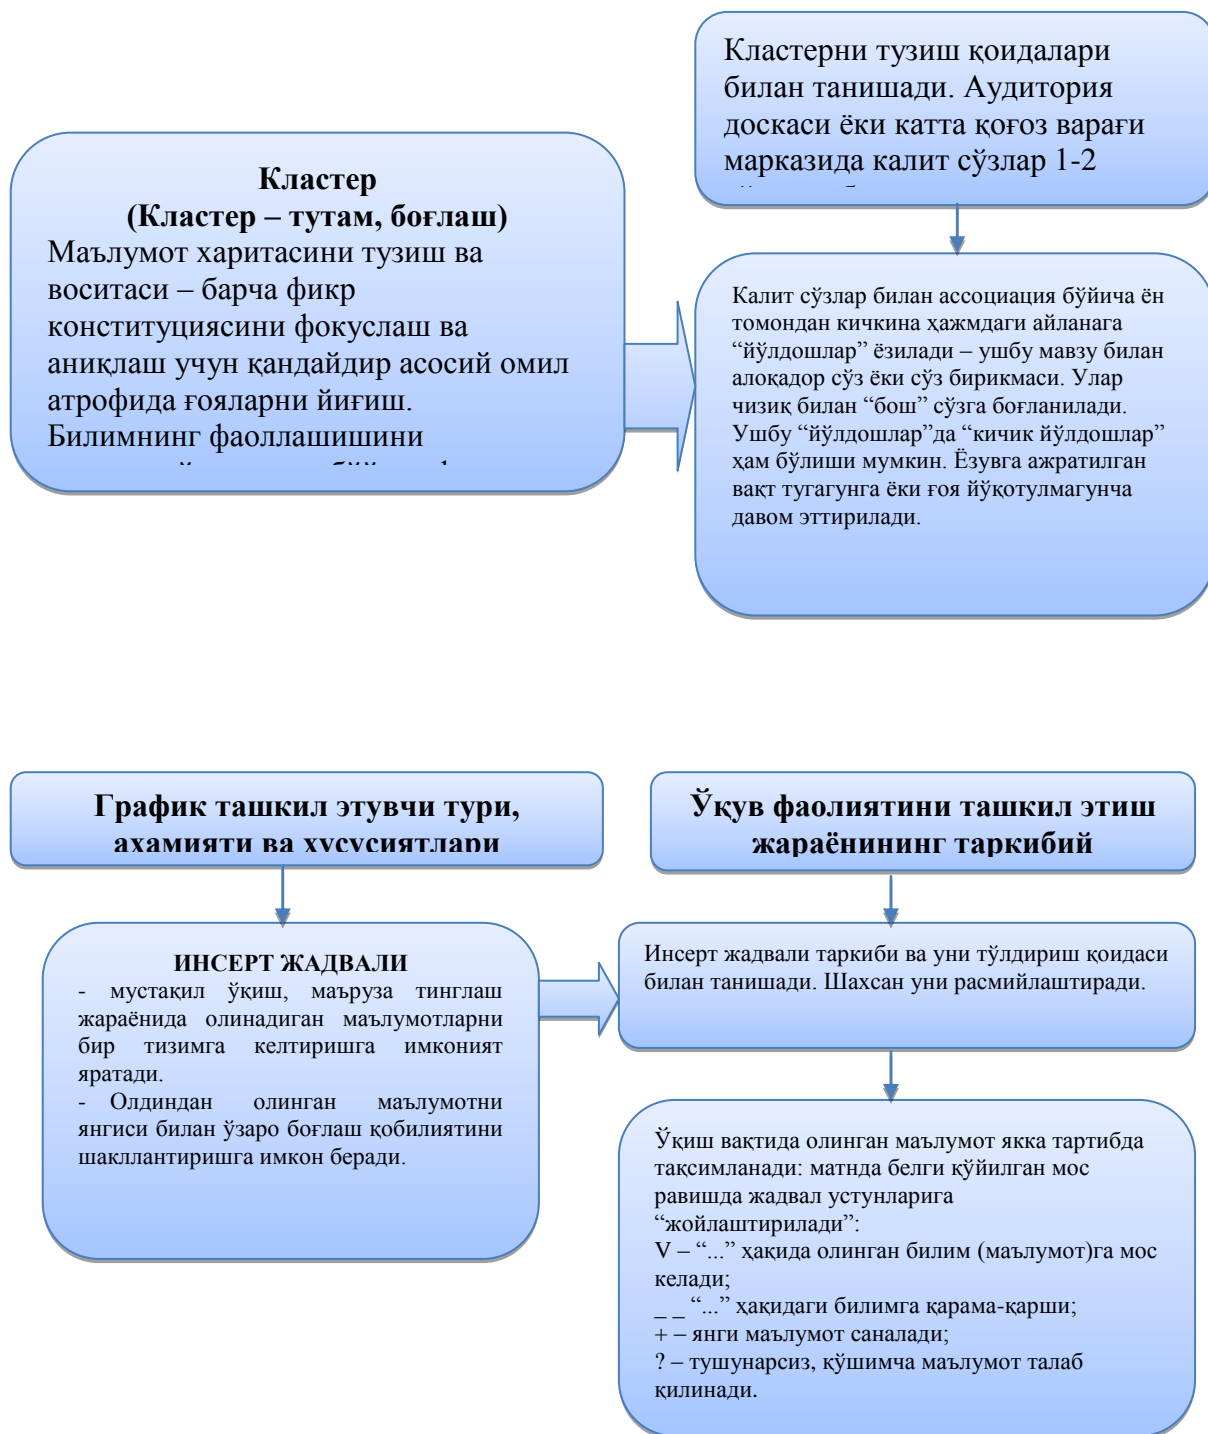 Кластерни тузиш қоидалари
билан танишади. Аудитория
доскаси ёки катта қоғоз варағи
марказида калит сўзлар 1-2
Кластер
(Кластер – тутам, боғлаш)
Маълумот харитасини тузиш ва
воситаси – барча фикр
конституциясини фокуслаш ва
аниқлаш учун қандайдир асосий омил
атрофида ғояларни йиғиш.
Билимнинг фаоллашишини
Калит сўзлар билан ассоциация бўйича ён
томондан кичкина ҳажмдаги айланага
“йўлдошлар” ёзилади – ушбу мавзу билан
алоқадор сўз ёки сўз бирикмаси. Улар
чизиқ билан “бош” сўзга боғланилади.
Ушбу “йўлдошлар”да “кичик йўлдошлар”
ҳам бўлиши мумкин. Ёзувга ажратилган
вақт тугагунга ёки ғоя йўқотулмагунча
давом эттирилади.
График ташкил этувчи тури,
аҳамияти ва хусусиятлари
Ўқув фаолиятини ташкил этиш
жараёнининг таркибий
ИНСЕРТ ЖАДВАЛИ
- мустақил ўқиш, маъруза тинглаш
жараёнида олинадиган маълумотларни
бир тизимга келтиришга имконият
яратади.
- Олдиндан олинган маълумотни
янгиси билан ўзаро боғлаш қобилиятини
шакллантиришга имкон беради.
Инсерт жадвали таркиби ва уни тўлдириш қоидаси
билан танишади. Шахсан уни расмийлаштиради.
Ўқиш вақтида олинган маълумот якка тартибда
тақсимланади: матнда белги қўйилган мос
равишда жадвал устунларига
“жойлаштирилади”:
V – “...” ҳақида олинган билим (маълумот)га мос
келади;
_ _ “...” ҳақидаги билимга қарама-қарши;
+ – янги маълумот саналади;
? – тушунарсиз, қўшимча маълумот талаб
қилинади.